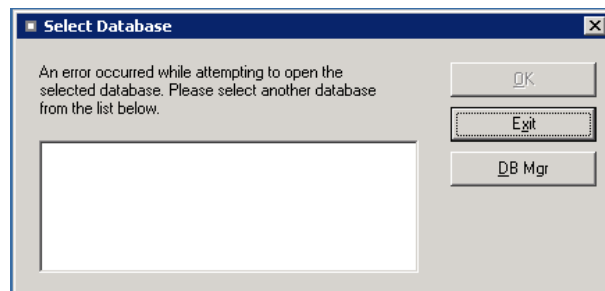 Select Database
An error occurred while attempting to open the
selected database. Please select another database
from the list below.
OK
Exit
DB Mgr